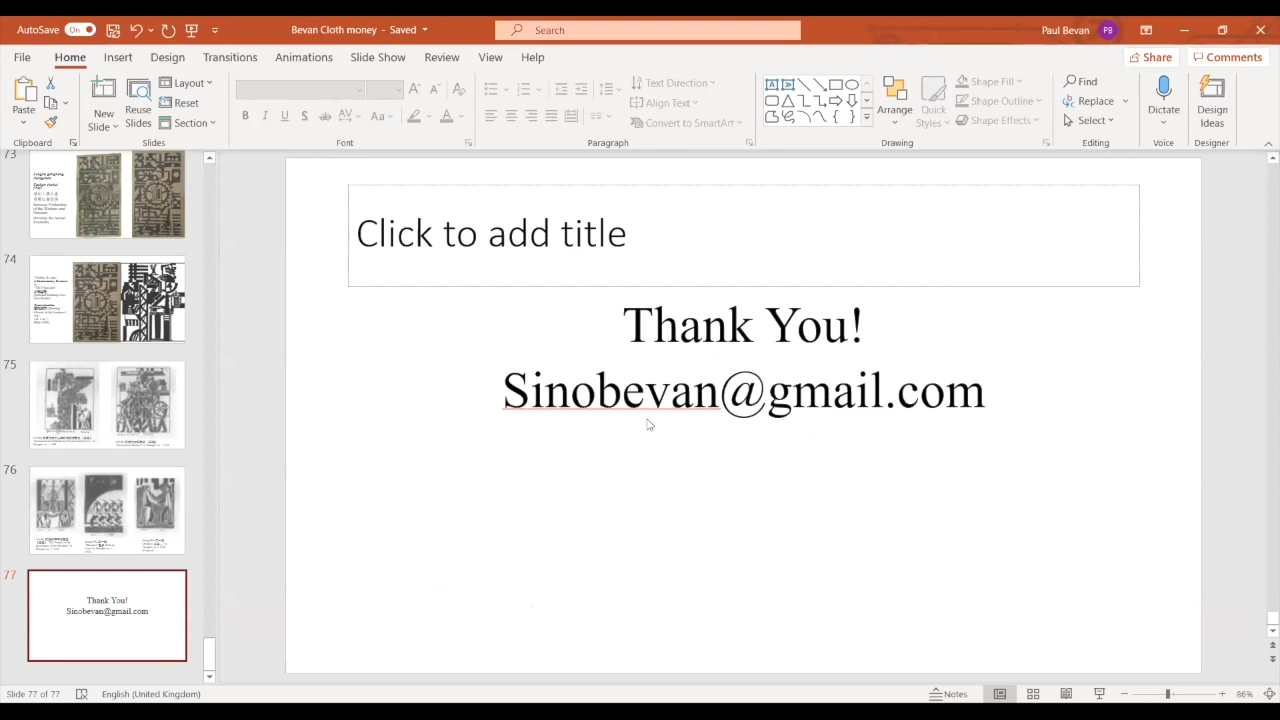 AutoSave On
Bevan Cloth money - Saved
Search
Paul Bevan PB
File Home Insert Draw Design Transitions Animations Slide Show Review View Help
Share Comments
Paste
New Slide
Reuse Slides
Layout
Reset
Section
Text Direction
Align Text
Convert to SmartArt
Arrange
Quick Styles
Shape Fill
Shape Outline
Shape Effects
Find
Replace
Select
Dictate
Design Ideas
Clipboard Slides Font Paragraph Drawing Editing Voice Designer
73
74
75
76
77
Thank You!
Sinobevan@gmail.com
Click to add title
Thank You!
Sinobevan@gmail.com
Slide 77 of 77 English (United Kingdom) Notes 86%